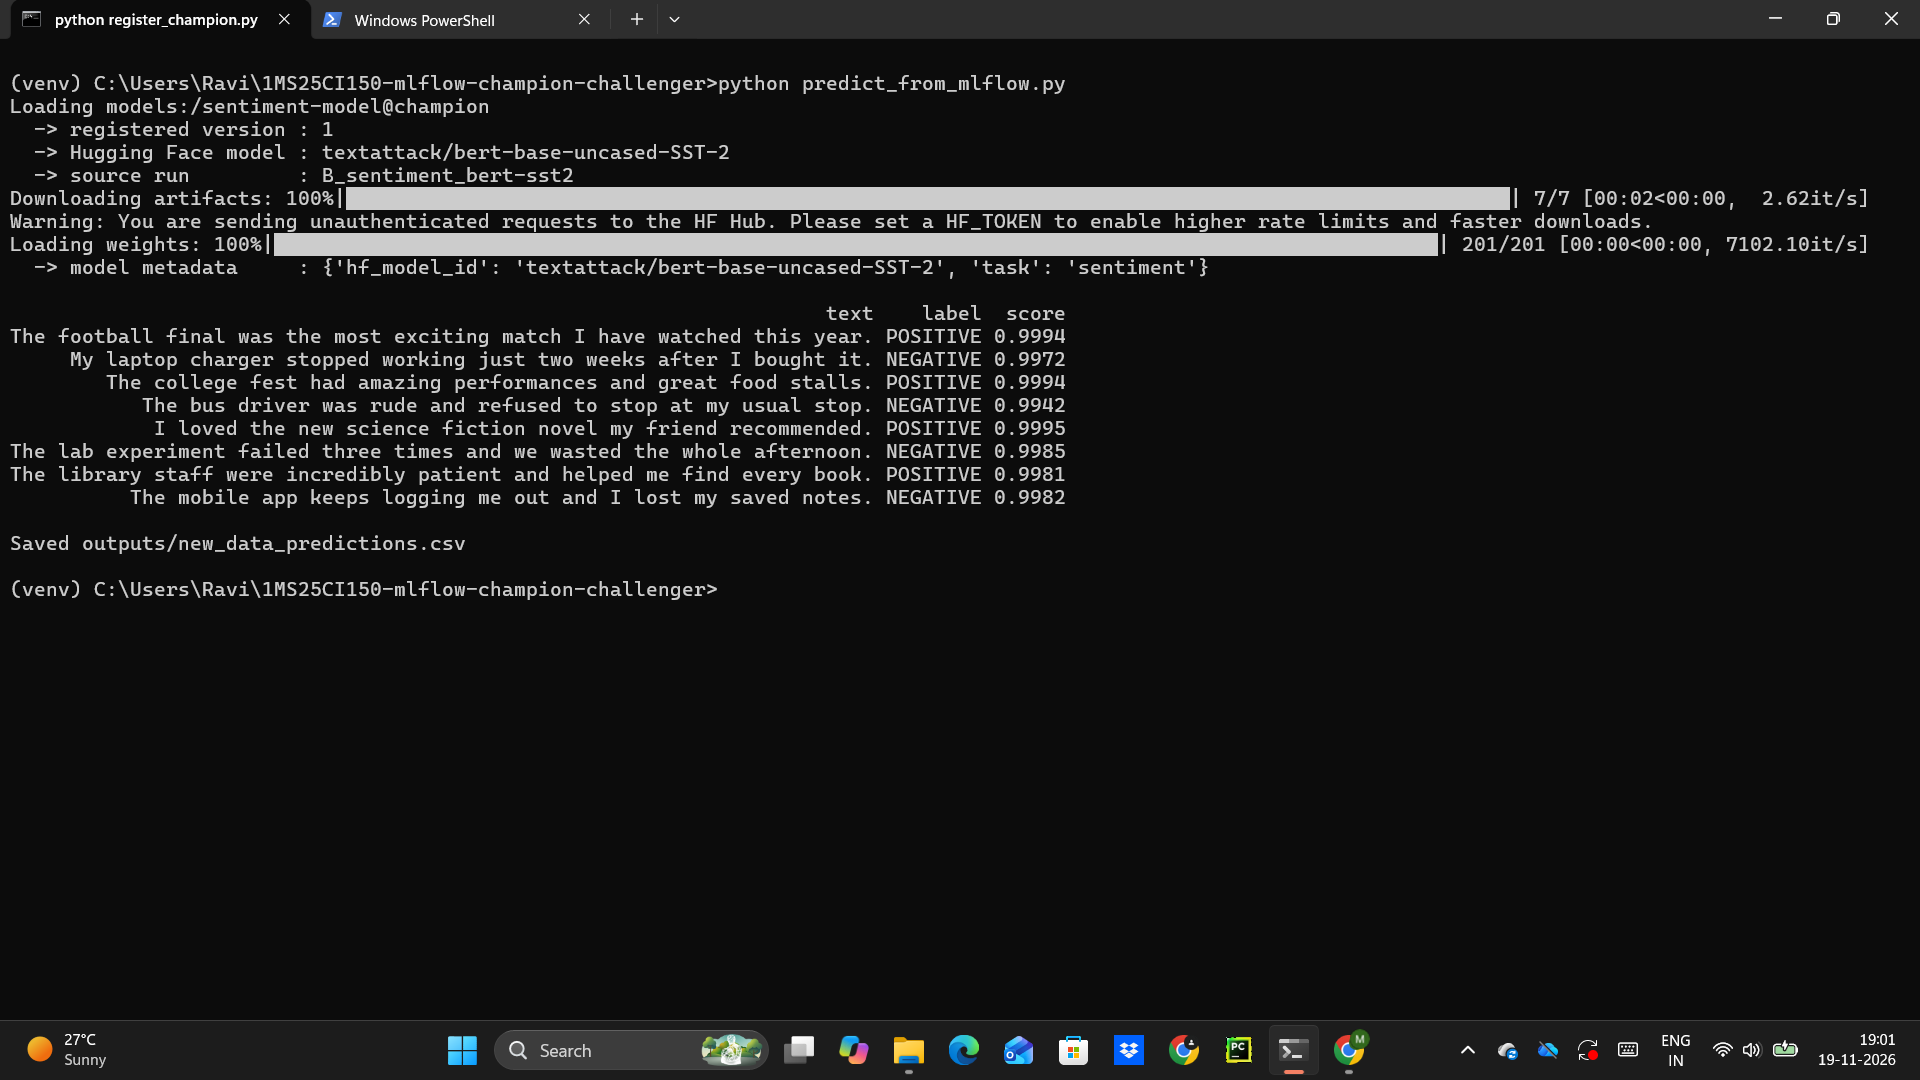 python register_champion.py
Windows PowerShell
(venv) C:\Users\Ravi\1MS25CI150-mlflow-champion-challenger>python predict_from_mlflow.py
Loading models:/sentiment-model@champion
  -> registered version : 1
  -> Hugging Face model : textattack/bert-base-uncased-SST-2
  -> source run         : B_sentiment_bert-sst2
Downloading artifacts: 100%|                    | 7/7 [00:02<00:00,  2.62it/s]
Warning: You are sending unauthenticated requests to the HF Hub. Please set a HF_TOKEN to enable higher rate limits and faster downloads.
Loading weights: 100%|                    | 201/201 [00:00<00:00, 7102.10it/s]
  -> model metadata     : {'hf_model_id': 'textattack/bert-base-uncased-SST-2', 'task': 'sentiment'}
text    label  score
The football final was the most exciting match I have watched this year. POSITIVE 0.9994
My laptop charger stopped working just two weeks after I bought it. NEGATIVE 0.9972
The college fest had amazing performances and great food stalls. POSITIVE 0.9994
The bus driver was rude and refused to stop at my usual stop. NEGATIVE 0.9942
I loved the new science fiction novel my friend recommended. POSITIVE 0.9995
The lab experiment failed three times and we wasted the whole afternoon. NEGATIVE 0.9985
The library staff were incredibly patient and helped me find every book. POSITIVE 0.9981
The mobile app keeps logging me out and I lost my saved notes. NEGATIVE 0.9982
Saved outputs/new_data_predictions.csv
(venv) C:\Users\Ravi\1MS25CI150-mlflow-champion-challenger>
27°C
Sunny
Search
PC
M
ENG
IN
19:01
19-11-2026